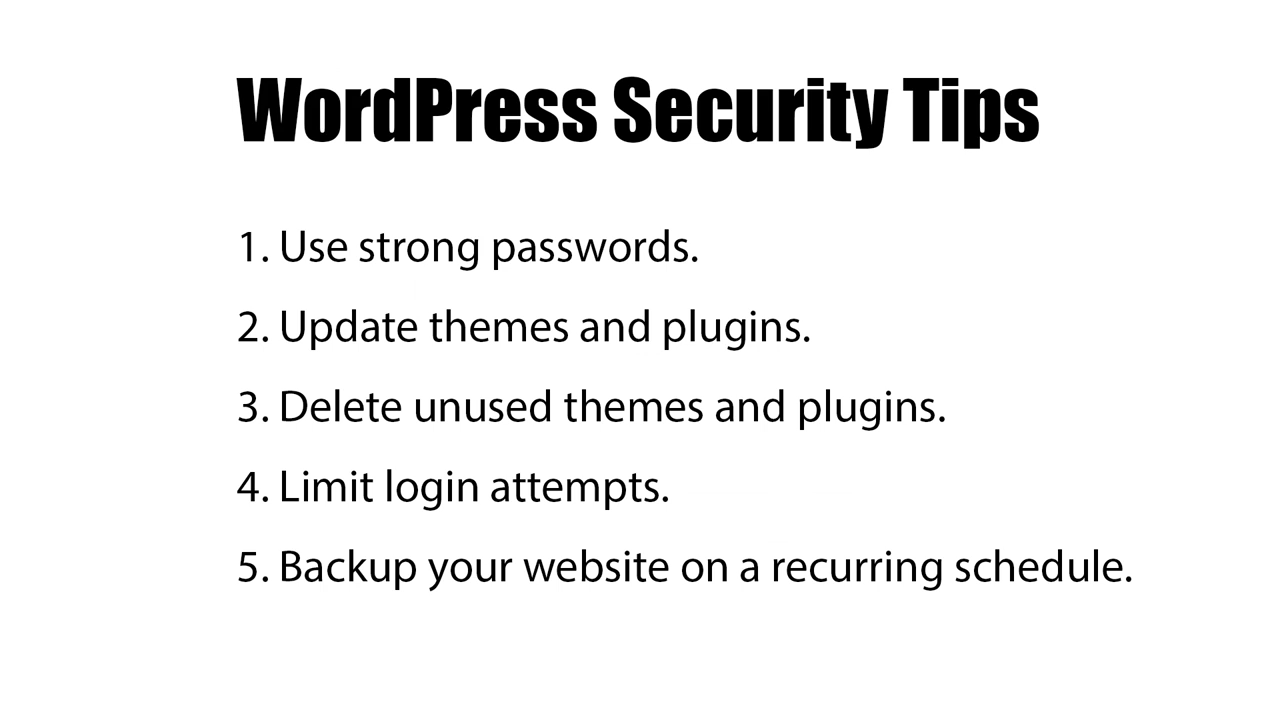 WordPress Security Tips
1. Use strong passwords.
2. Update themes and plugins.
3. Delete unused themes and plugins.
4. Limit login attempts.
5. Backup your website on a recurring schedule.